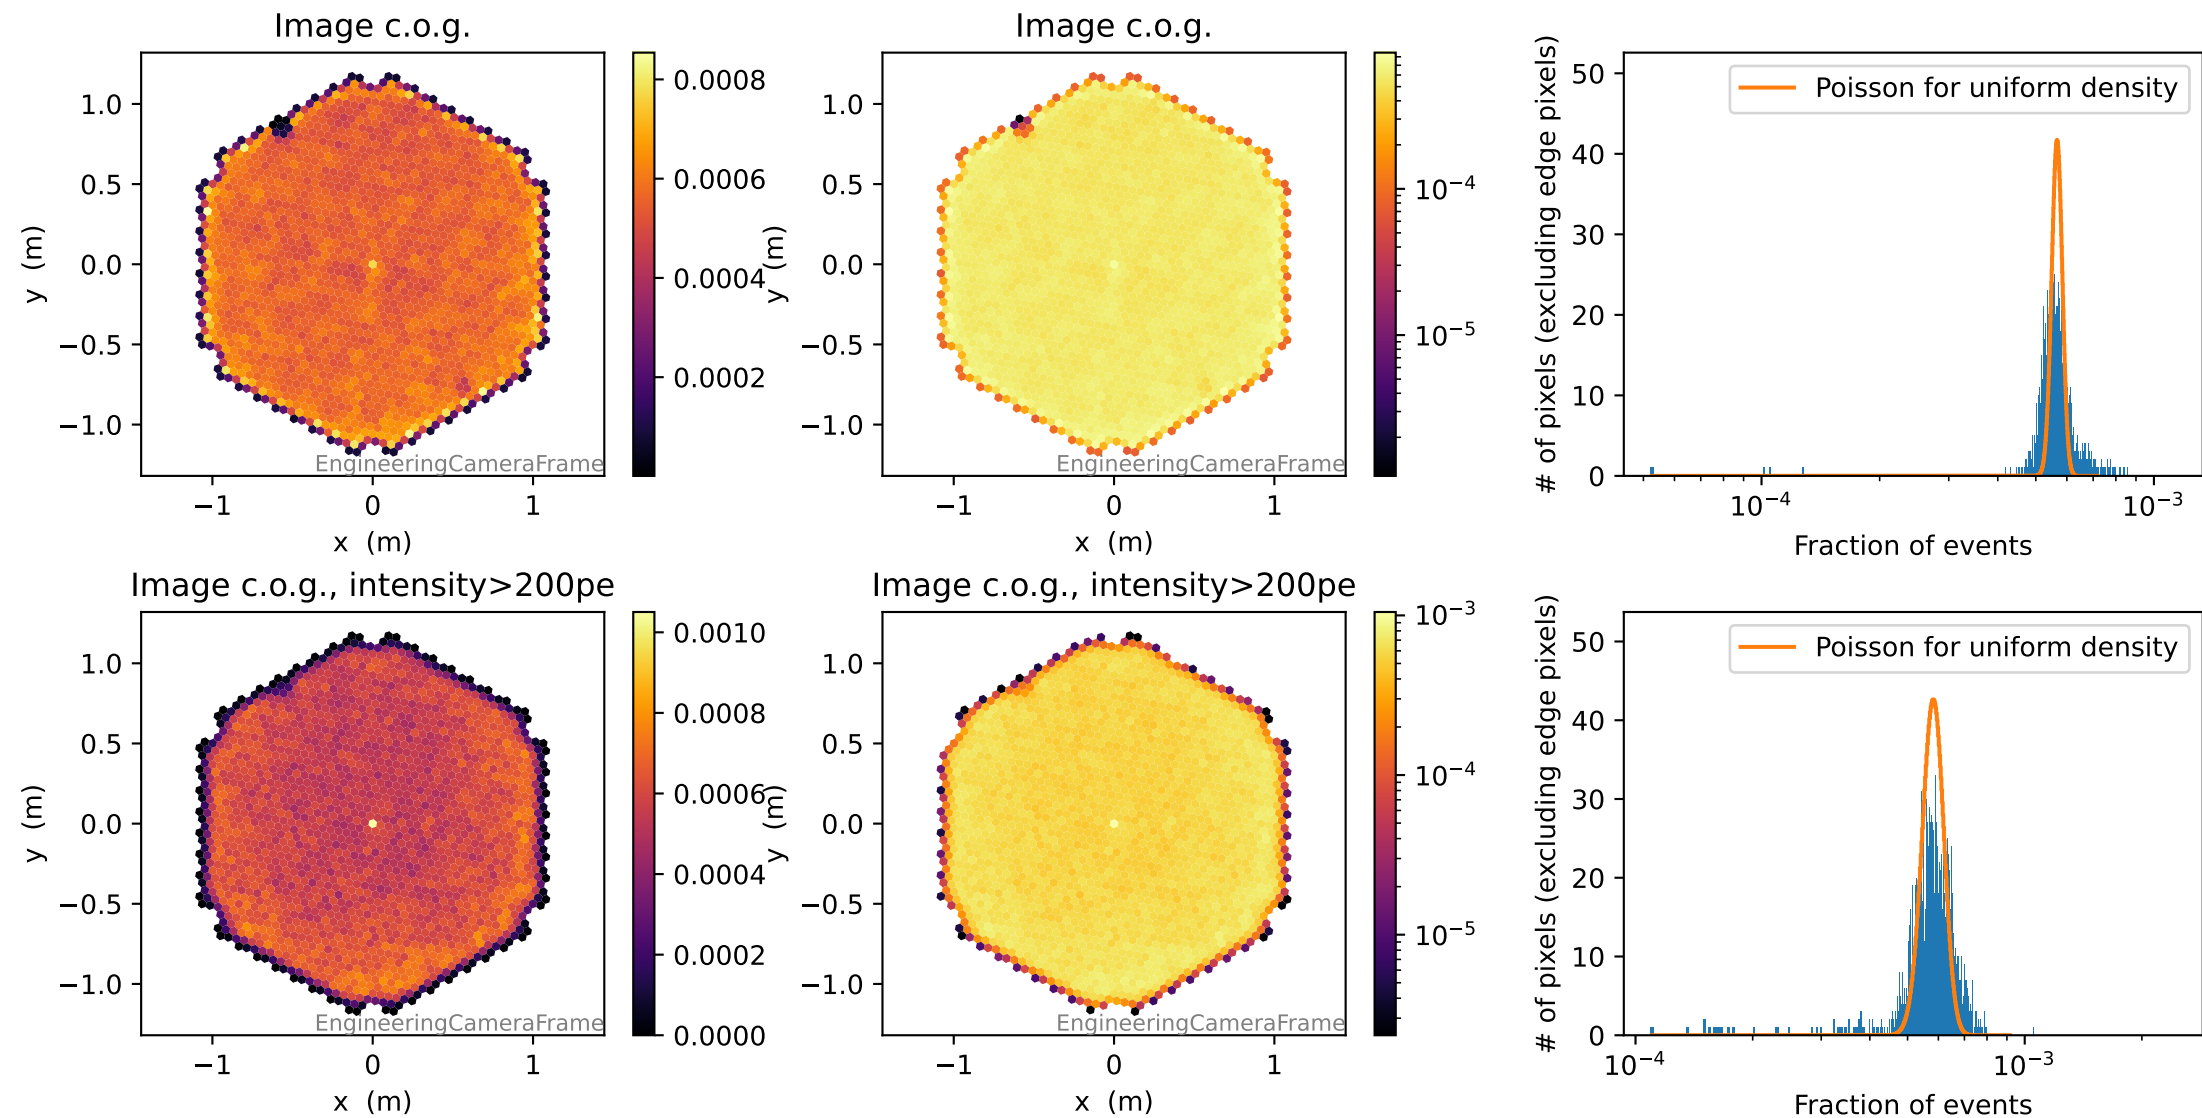 Image c.o.g.
1.0
0.5
0.0
−0.5
−1.0
y (m)
−1
0
1
x (m)
EngineeringCameraFrame
0.0008
0.0006
0.0004
0.0002
Image c.o.g.
1.0
0.5
0.0
−0.5
−1.0
y (m)
−1
0
1
x (m)
EngineeringCameraFrame
10⁻⁴
10⁻⁵
# of pixels (excluding edge pixels)
50
40
30
20
10
0
Poisson for uniform density
10⁻⁴
10⁻³
Fraction of events
Image c.o.g., intensity>200pe
1.0
0.5
0.0
−0.5
−1.0
y (m)
−1
0
1
x (m)
EngineeringCameraFrame
0.0010
0.0008
0.0006
0.0004
0.0002
0.0000
Image c.o.g., intensity>200pe
1.0
0.5
0.0
−0.5
−1.0
y (m)
−1
0
1
x (m)
EngineeringCameraFrame
10⁻³
10⁻⁴
10⁻⁵
# of pixels (excluding edge pixels)
50
40
30
20
10
0
Poisson for uniform density
10⁻⁴
10⁻³
Fraction of events